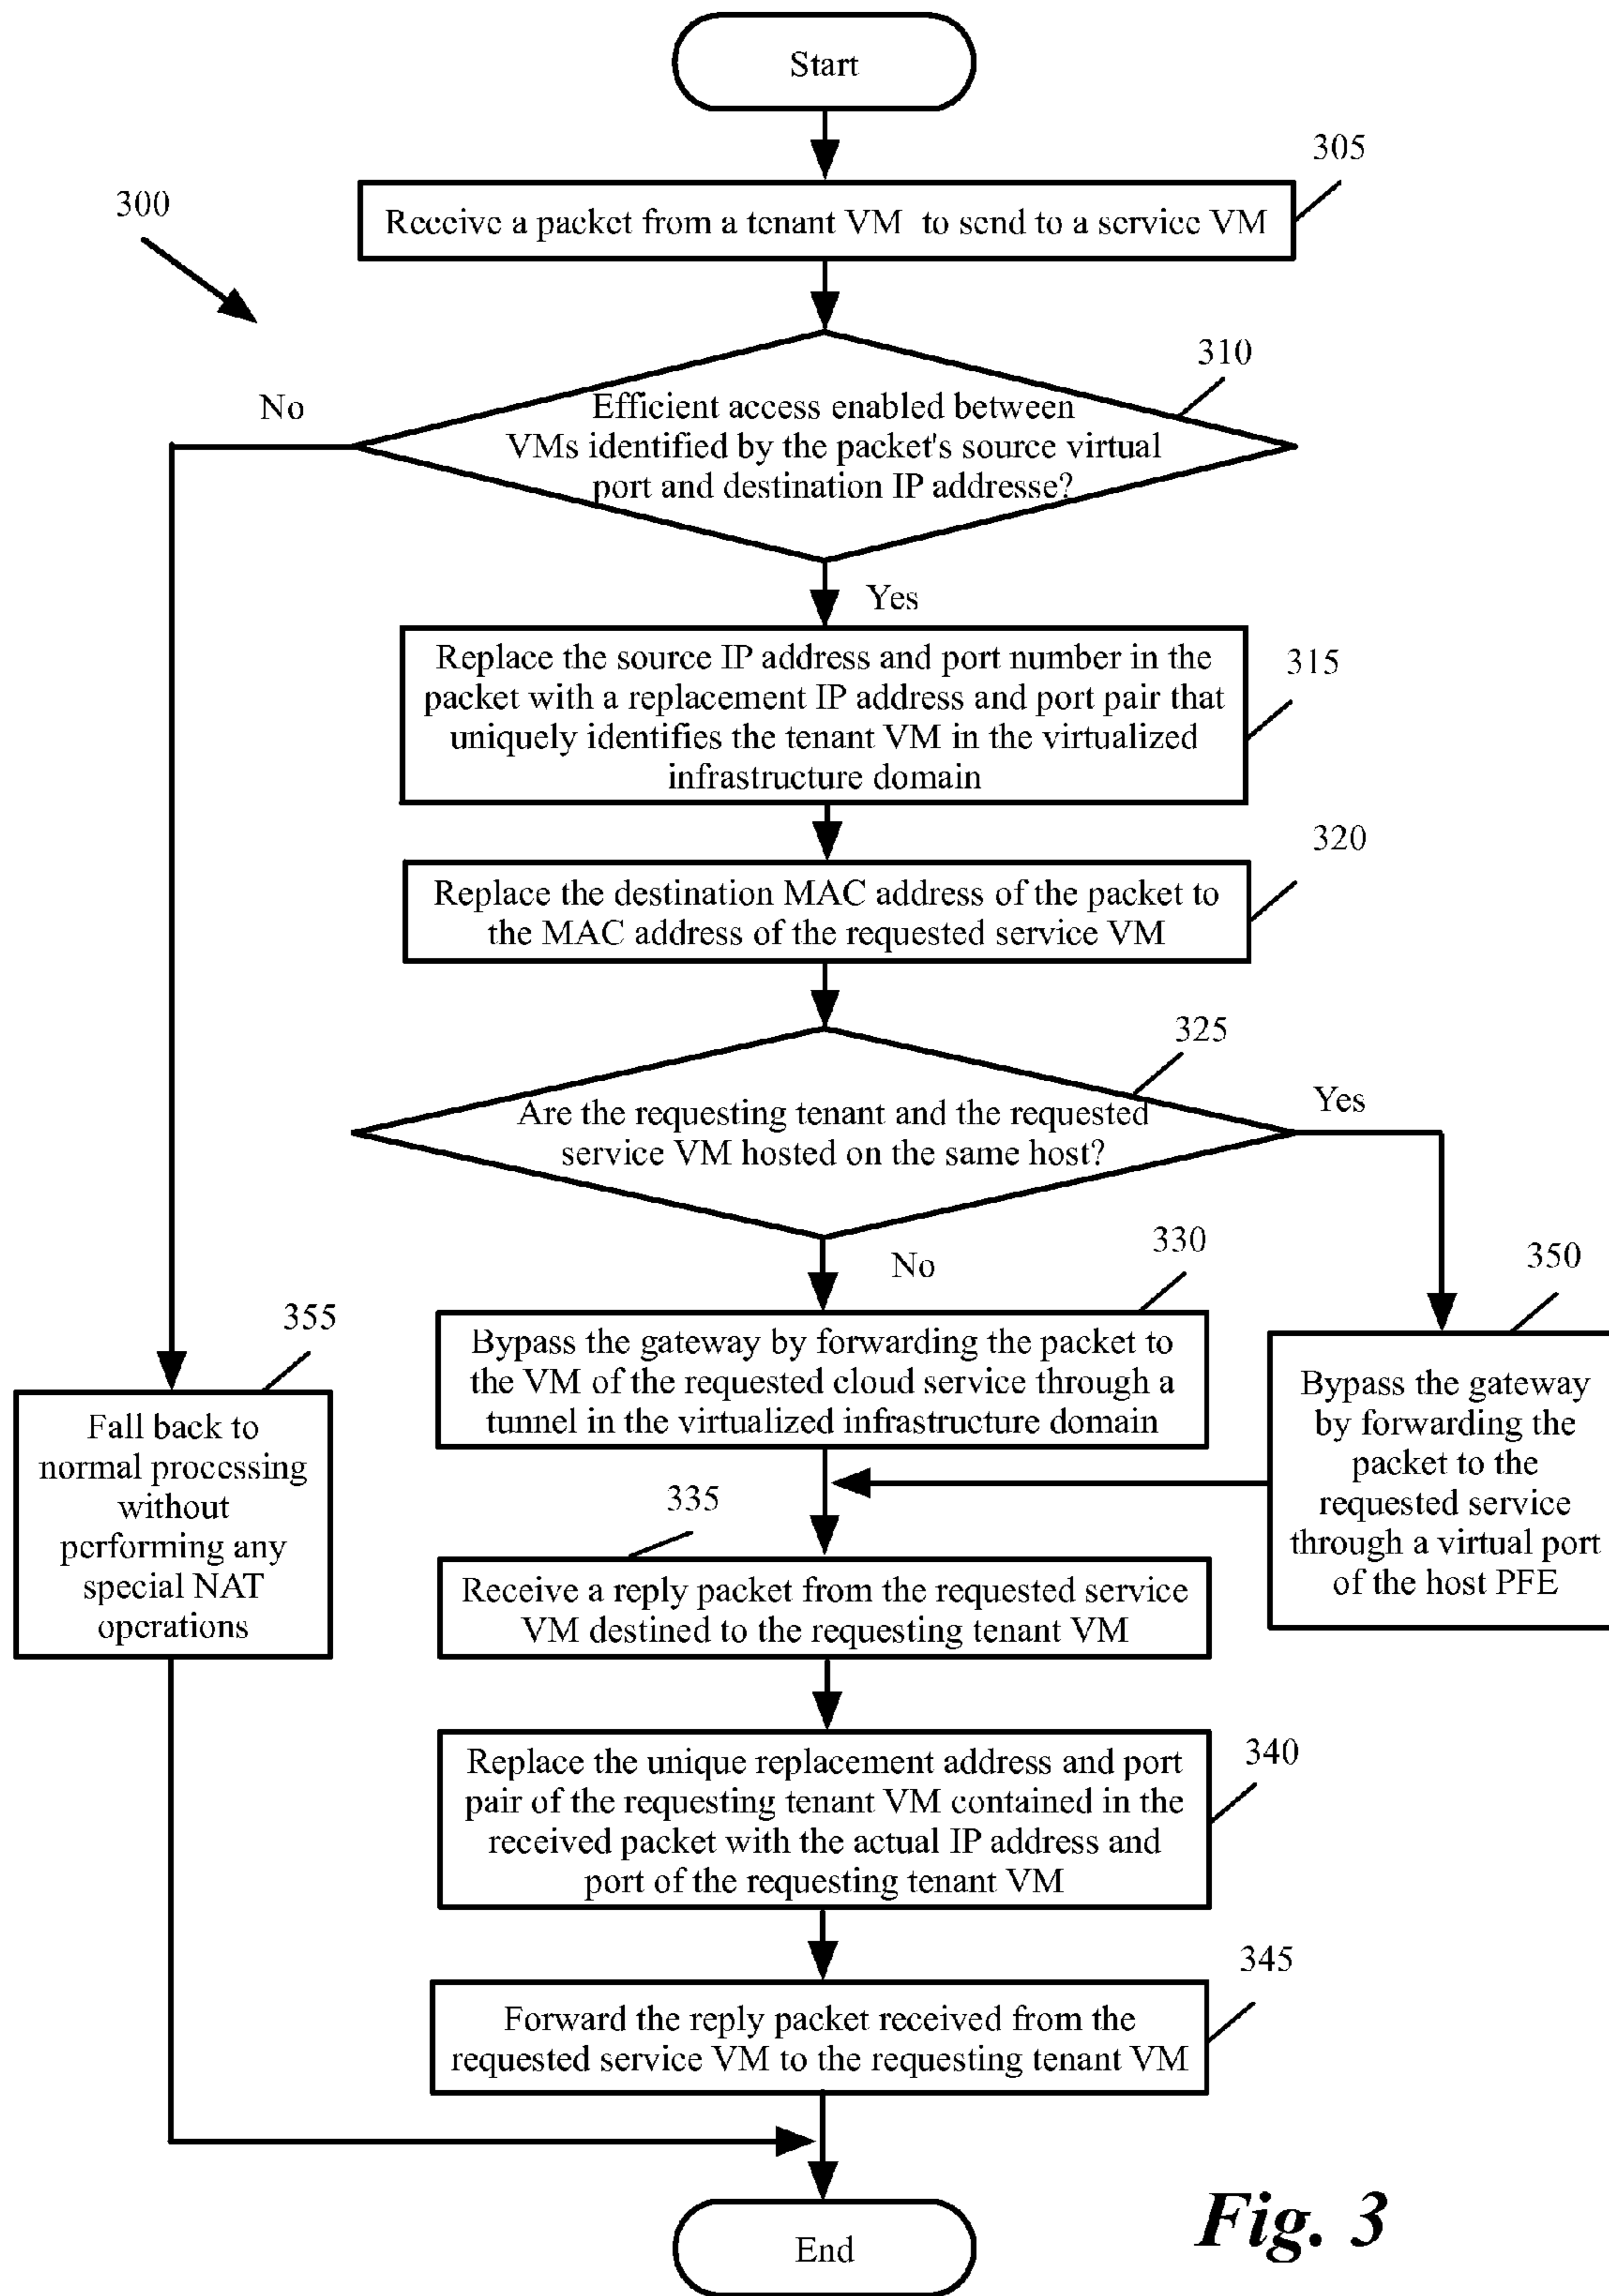 Start
305
300
Receive a packet from a tenant VM to send to a service VM
310
No
Efficient access enabled between
VMs identified by the packet's source virtual
port and destination IP addresse?
Yes
Replace the source IP address and port number in the
packet with a replacement IP address and port pair that
uniquely identifies the tenant VM in the virtualized
infrastructure domain
315
320
Replace the destination MAC address of the packet to
the MAC address of the requested service VM
325
Are the requesting tenant and the requested
service VM hosted on the same host?
Yes
No
330
350
355
Bypass the gateway by forwarding the packet to
the VM of the requested cloud service through a
tunnel in the virtualized infrastructure domain
Bypass the gateway
by forwarding the
packet to the
requested service
through a virtual port
of the host PFE
Fall back to
normal processing
without
performing any
special NAT
operations
335
Receive a reply packet from the requested service
VM destined to the requesting tenant VM
Replace the unique replacement address and port
pair of the requesting tenant VM contained in the
received packet with the actual IP address and
port of the requesting tenant VM
340
345
Forward the reply packet received from the
requested service VM to the requesting tenant VM
End
Fig. 3